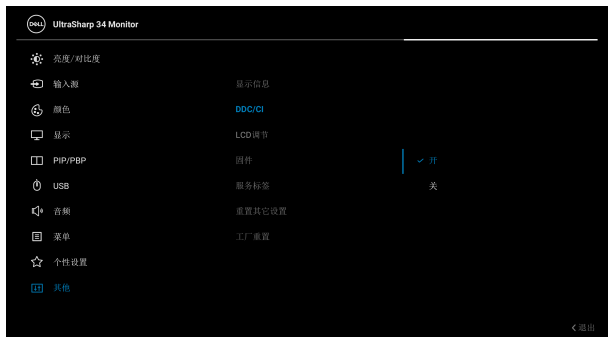 DELL UltraSharp 34 Monitor
亮度/对比度
输入源 显示信息
颜色 DDC/CI
显示 LCD调节
PIP/PBP 固件 开
USB 服务标签 关
音频 重置其它设置
菜单 工厂重置
个性设置
其他
退出